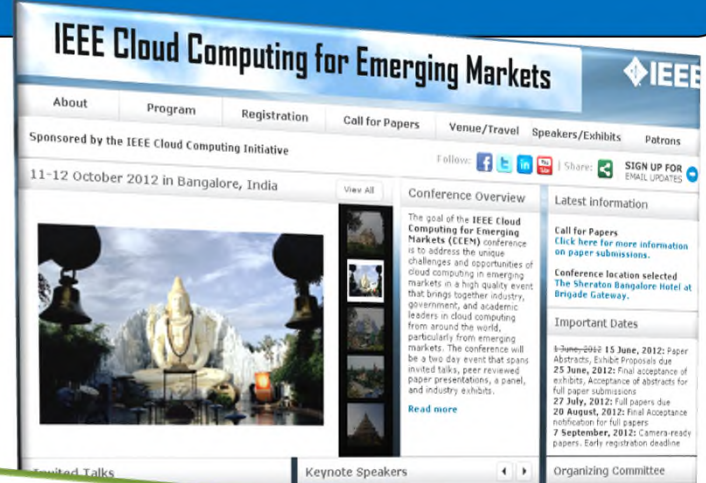 IEEE Cloud Computing for Emerging Markets
IEEE
About Program Registration Call for Papers Venue/Travel Speakers/Exhibits Patrons
Sponsored by the IEEE Cloud Computing Initiative
Follow: | Share: SIGN UP FOR
EMAIL UPDATES
11-12 October 2012 in Bangalore, India
View All
Conference Overview
The goal of the IEEE Cloud
Computing for Emerging
Markets (CCEM) conference
is to address the unique
challenges and opportunities of
cloud computing in emerging
markets in a high quality event
that brings together industry,
government, and academic
leaders in cloud computing
from around the world,
particularly from emerging
markets. The conference will
be a two day event that spans
invited talks, peer reviewed
paper presentations, a panel,
and industry exhibits.
Read more
Latest information
Call for Papers
Click here for more information
on paper submissions.
Conference location selected
The Sheraton Bangalore Hotel at
Brigade Gateway.
Important Dates
1 June, 2012 15 June, 2012: Paper
Abstracts, Exhibit Proposals due
25 June, 2012: Final acceptance of
exhibits, Acceptance of abstracts for
full paper submissions
27 July, 2012: Full papers due
20 August, 2012: Final Acceptance
notification for full papers
7 September, 2012: Camera-ready
papers. Early registration deadline
Invited Talks
Keynote Speakers
Organizing Committee